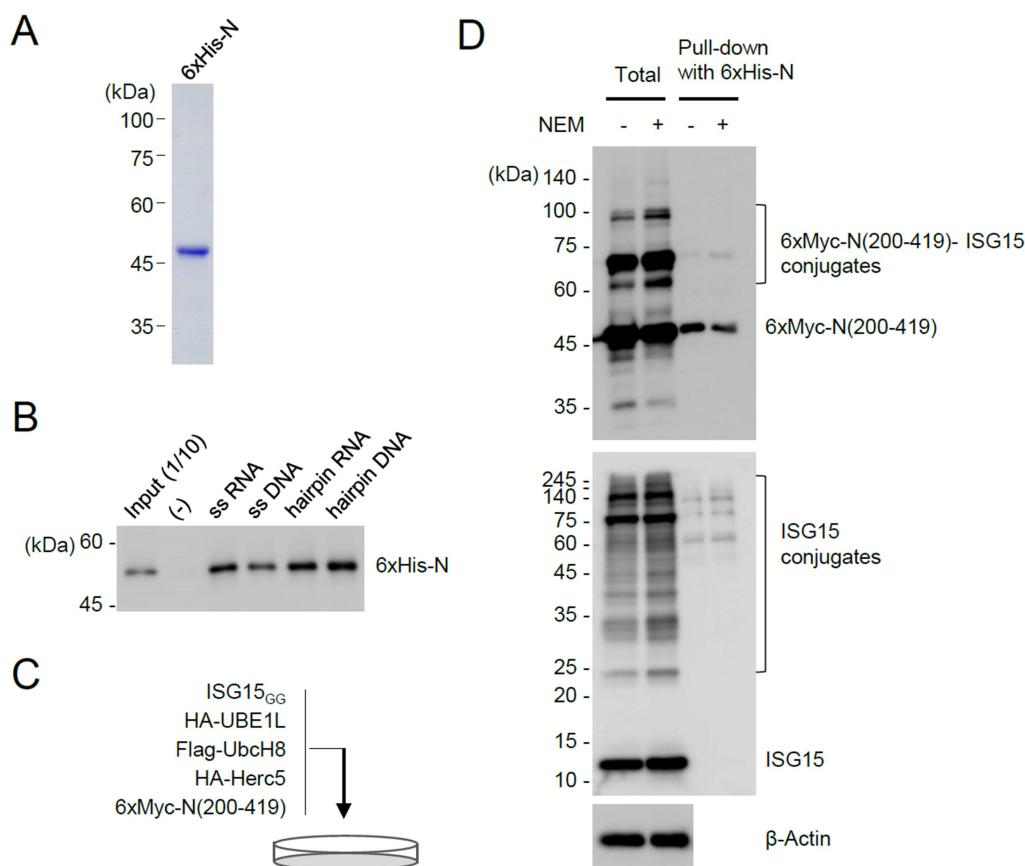 A
6xHis-N
(kDa)
100
75
60
45
35
B
Input (1/10)
(-)
ss RNA
ss DNA
hairpin RNA
hairpin DNA
(kDa)
60
45
6xHis-N
C
ISG15GG
HA-UBE1L
Flag-UbcH8
HA-Herc5
6xMyc-N(200-419)
D
Total
Pull-down
with 6xHis-N
NEM - + - +
(kDa)
140 -
100 -
75 -
60 -
45 -
35 -
6xMyc-N(200-419)- ISG15
conjugates
6xMyc-N(200-419)
245 -
140 -
75 -
60 -
45 -
35 -
25 -
20 -
15 -
10 -
ISG15
conjugates
ISG15
β-Actin